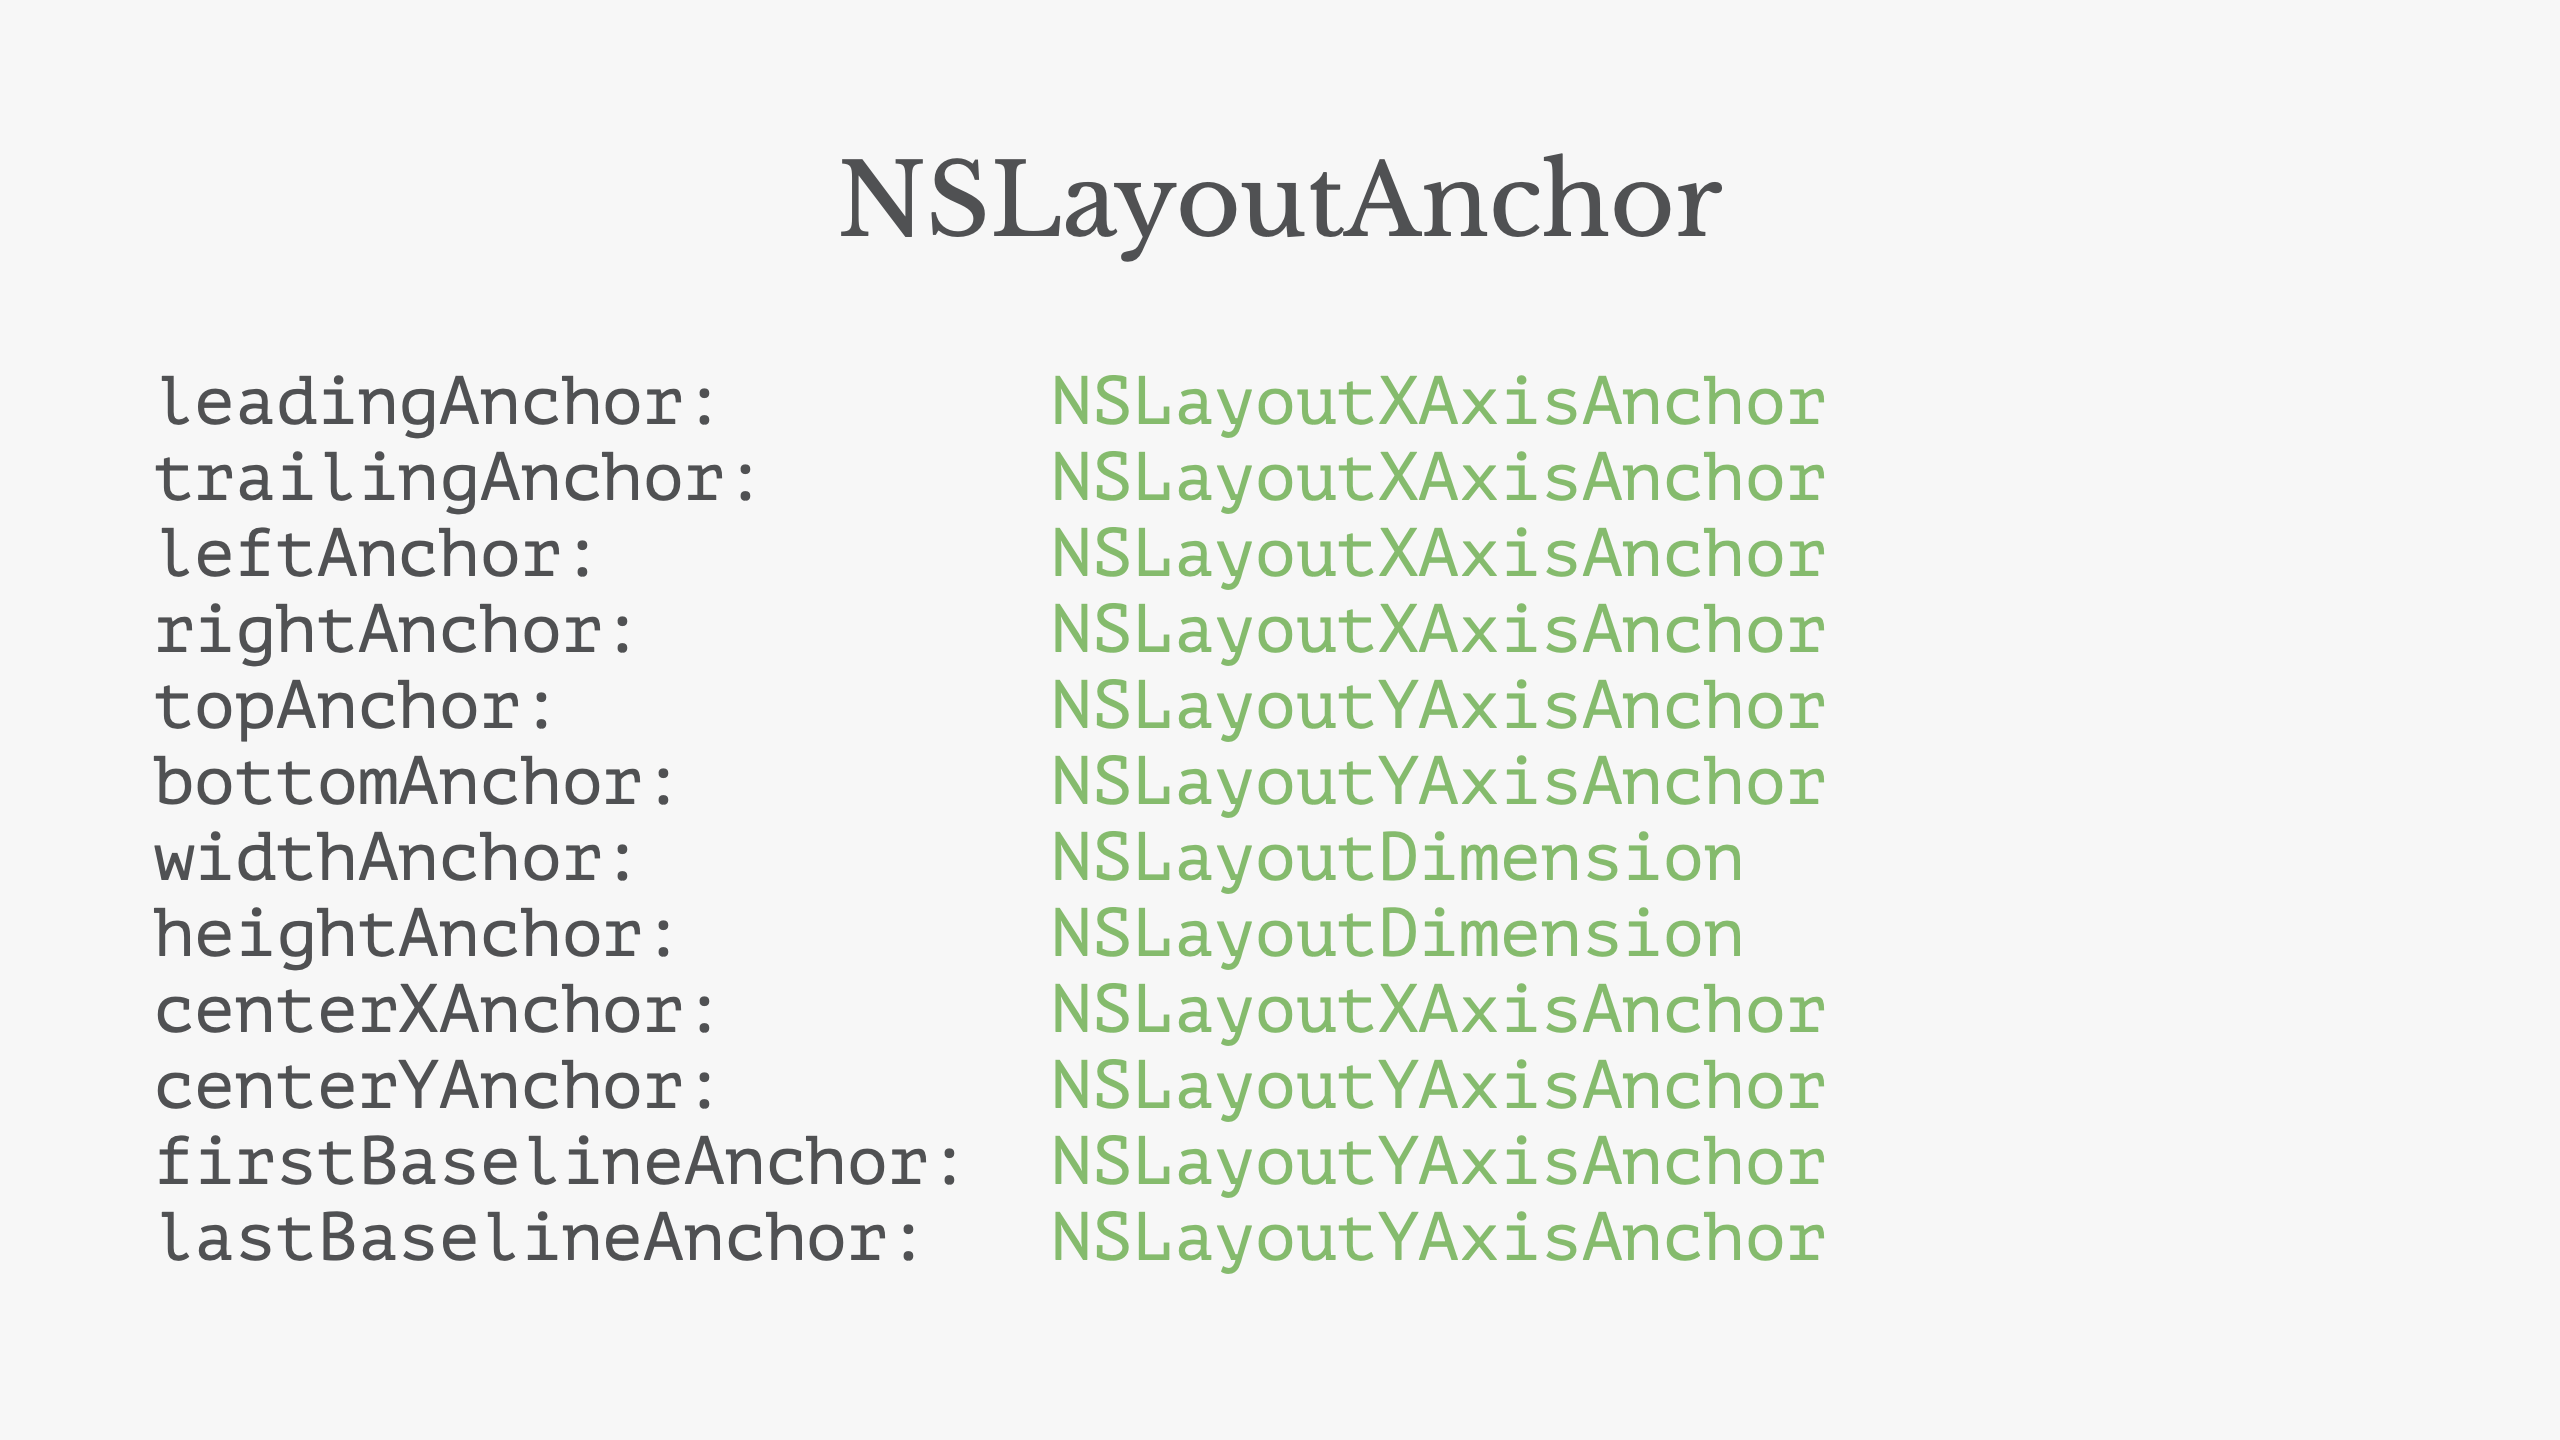 NSLayoutAnchor
leadingAnchor: NSLayoutXAxisAnchor
trailingAnchor: NSLayoutXAxisAnchor
leftAnchor: NSLayoutXAxisAnchor
rightAnchor: NSLayoutXAxisAnchor
topAnchor: NSLayoutYAxisAnchor
bottomAnchor: NSLayoutYAxisAnchor
widthAnchor: NSLayoutDimension
heightAnchor: NSLayoutDimension
centerXAnchor: NSLayoutXAxisAnchor
centerYAnchor: NSLayoutYAxisAnchor
firstBaselineAnchor: NSLayoutYAxisAnchor
lastBaselineAnchor: NSLayoutYAxisAnchor